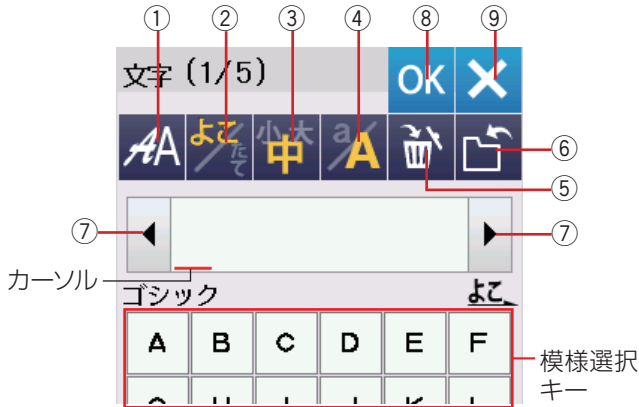 ① ② ③ ④ ⑧ ⑨
文字 (1/5) OK ×
AA よこ/たて 小中大 a/A
⑥
⑤
⑦ ⑦
カーソル
ゴシック よこ
A B C D E F
模様選択
キー